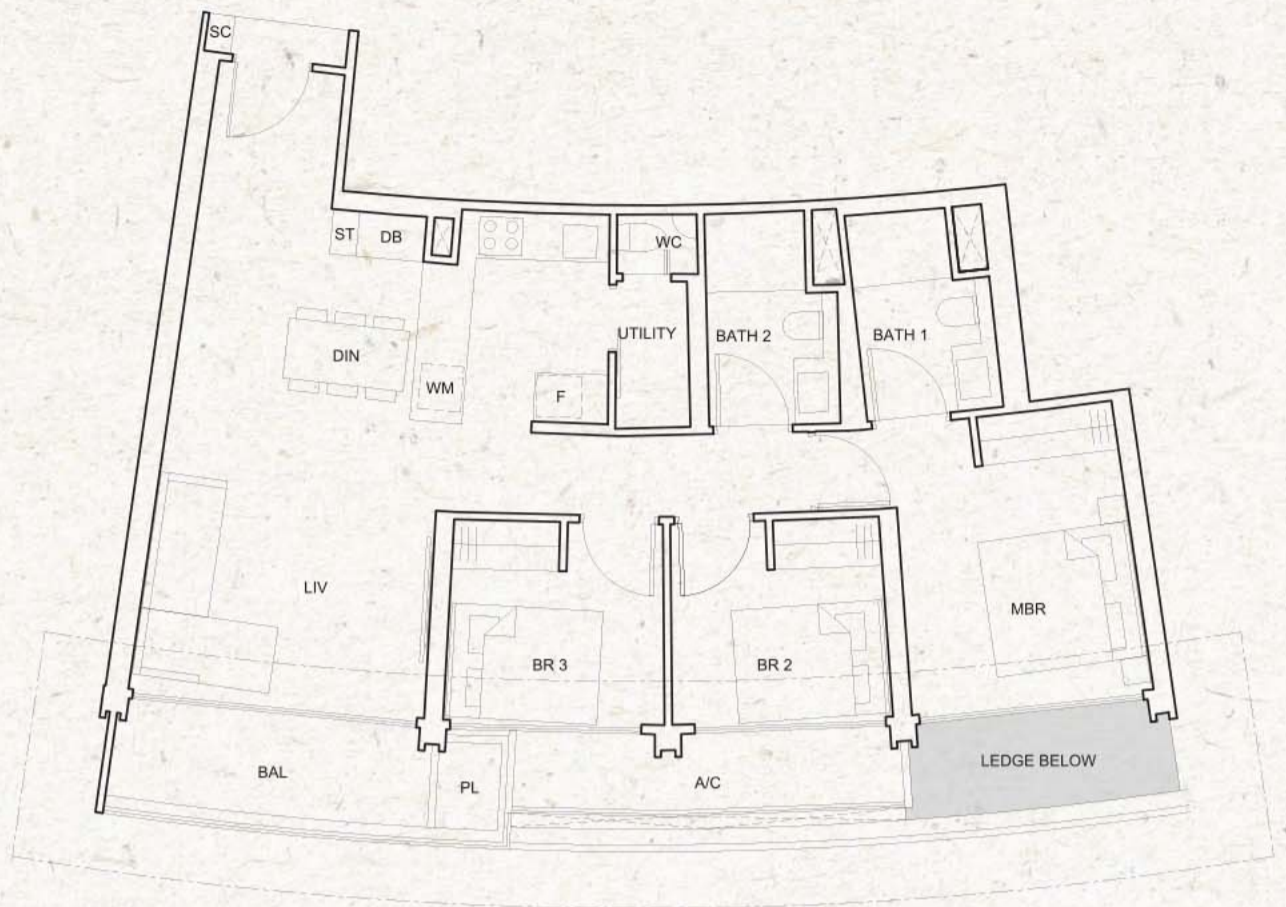 SC
ST
DB
WC
UTILITY
BATH 2
BATH 1
DIN
WM
F
LIV
BR 3
BR 2
MBR
BAL
PL
A/C
LEDGE BELOW